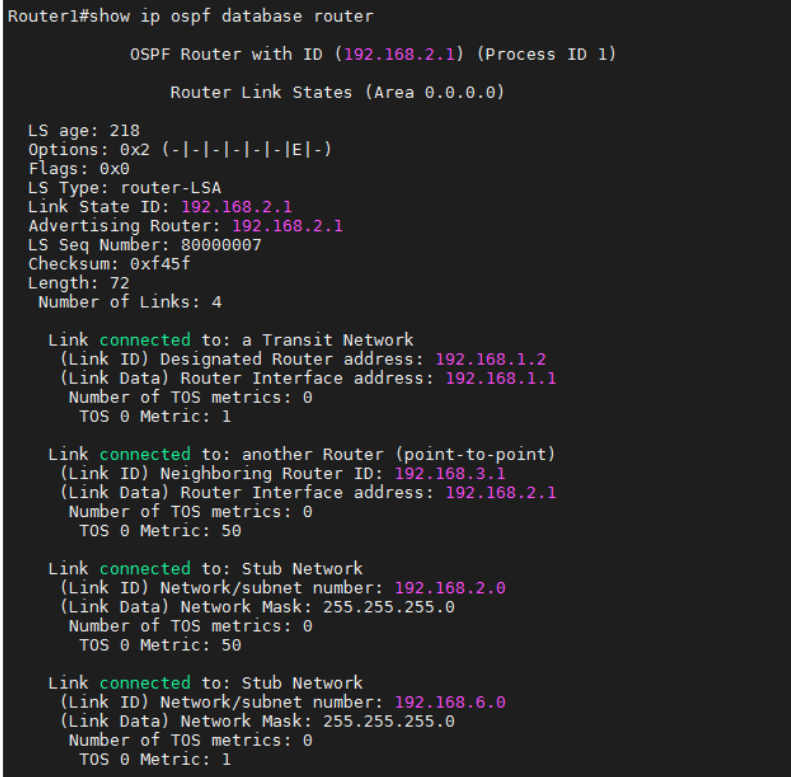 Router1#show ip ospf database router
OSPF Router with ID (192.168.2.1) (Process ID 1)
Router Link States (Area 0.0.0.0)
LS age: 218
Options: 0x2 (-|-|-|-|-|-|E|-)
Flags: 0x0
LS Type: router-LSA
Link State ID: 192.168.2.1
Advertising Router: 192.168.2.1
LS Seq Number: 80000007
Checksum: 0xf45f
Length: 72
Number of Links: 4
Link connected to: a Transit Network
(Link ID) Designated Router address: 192.168.1.2
(Link Data) Router Interface address: 192.168.1.1
Number of TOS metrics: 0
TOS 0 Metric: 1
Link connected to: another Router (point-to-point)
(Link ID) Neighboring Router ID: 192.168.3.1
(Link Data) Router Interface address: 192.168.2.1
Number of TOS metrics: 0
TOS 0 Metric: 50
Link connected to: Stub Network
(Link ID) Network/subnet number: 192.168.2.0
(Link Data) Network Mask: 255.255.255.0
Number of TOS metrics: 0
TOS 0 Metric: 50
Link connected to: Stub Network
(Link ID) Network/subnet number: 192.168.6.0
(Link Data) Network Mask: 255.255.255.0
Number of TOS metrics: 0
TOS 0 Metric: 1